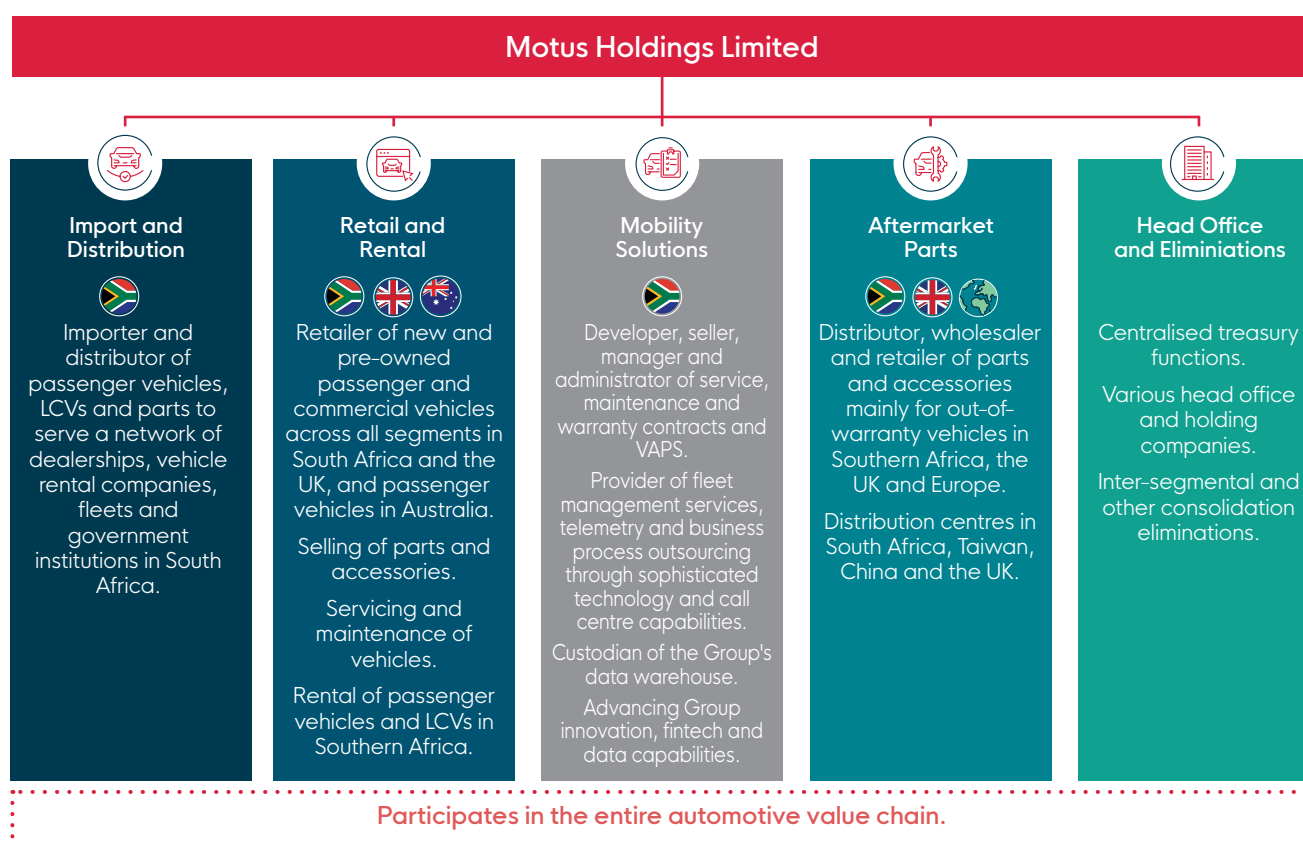 Motus Holdings Limited
Import and
Distribution
Importer and
distributor of
passenger vehicles,
LCVs and parts to
serve a network of
dealerships, vehicle
rental companies,
fleets and
government
institutions in South
Africa.
Retail and
Rental
Retailer of new and
pre-owned
passenger and
commercial vehicles
across all segments in
South Africa and the
UK, and passenger
vehicles in Australia.
Selling of parts and
accessories.
Servicing and
maintenance of
vehicles.
Rental of passenger
vehicles and LCVs in
Southern Africa.
Mobility
Solutions
Developer, seller,
manager and
administrator of service,
maintenance and
warranty contracts and
VAPS.
Provider of fleet
management services,
telemetry and business
process outsourcing
through sophisticated
technology and call
centre capabilities.
Custodian of the Group's
data warehouse.
Advancing Group
innovation, fintech and
data capabilities.
Aftermarket
Parts
Distributor, wholesaler
and retailer of parts
and accessories
mainly for out-of-
warranty vehicles in
Southern Africa, the
UK and Europe.
Distribution centres in
South Africa, Taiwan,
China and the UK.
Head Office
and Eliminiations
Centralised treasury
functions.
Various head office
and holding
companies.
Inter-segmental and
other consolidation
eliminations.
Participates in the entire automotive value chain.